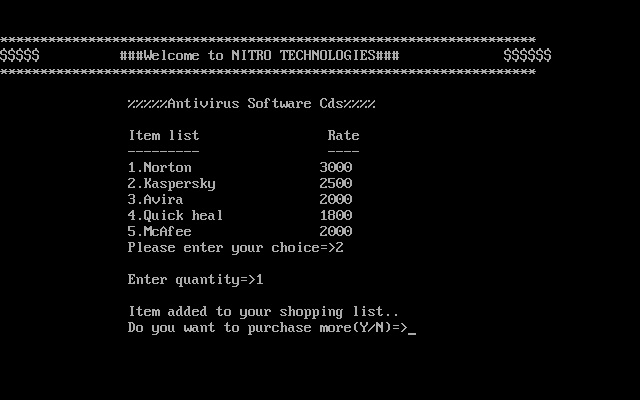 *******************************************************************
$$$$$ ###Welcome to NITRO TECHNOLOGIES### $$$$$$
*******************************************************************
%%%%%Antivirus Software Cds%%%%
Item list Rate
--------- ----
1.Norton 3000
2.Kaspersky 2500
3.Avira 2000
4.Quick heal 1800
5.McAfee 2000
Please enter your choice=>2
Enter quantity=>1
Item added to your shopping list..
Do you want to purchase more(Y/N)=>_